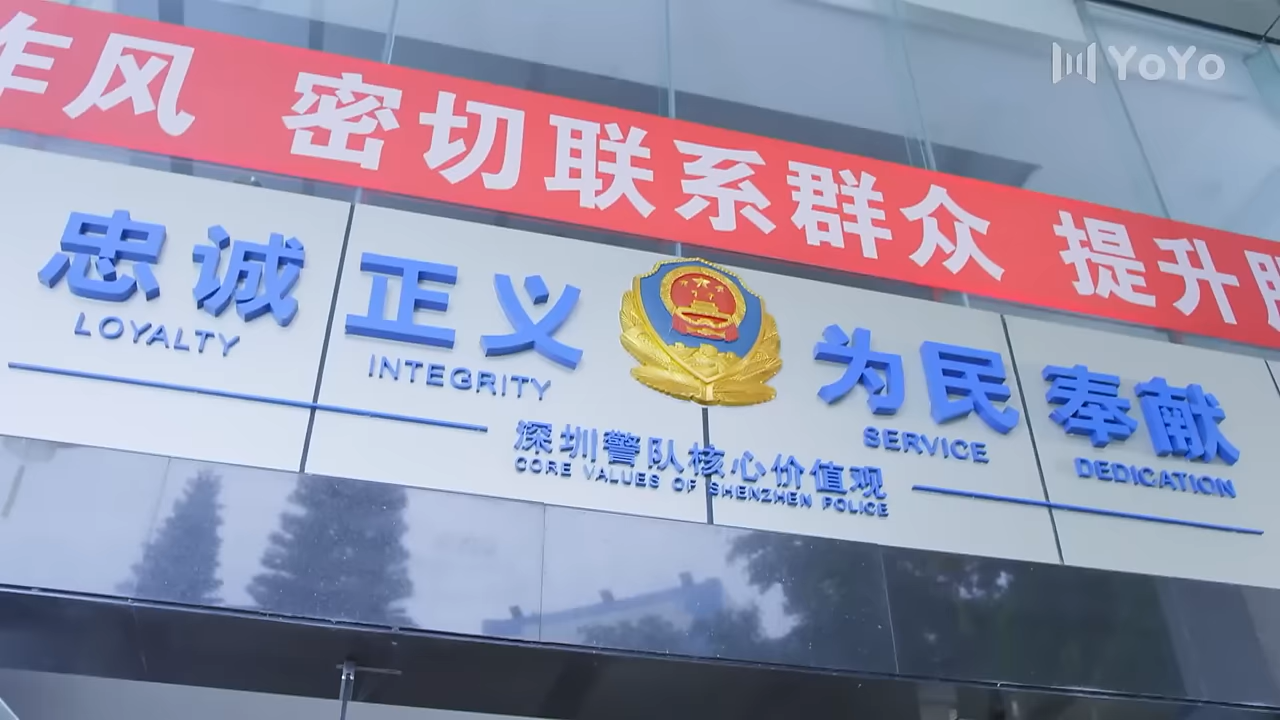 YoYo
作风 密切联系群众 提升
忠诚 正义 为民 奉献
LOYALTY INTEGRITY SERVICE DEDICATION
深圳警队核心价值观
CORE VALUES OF SHENZHEN POLICE